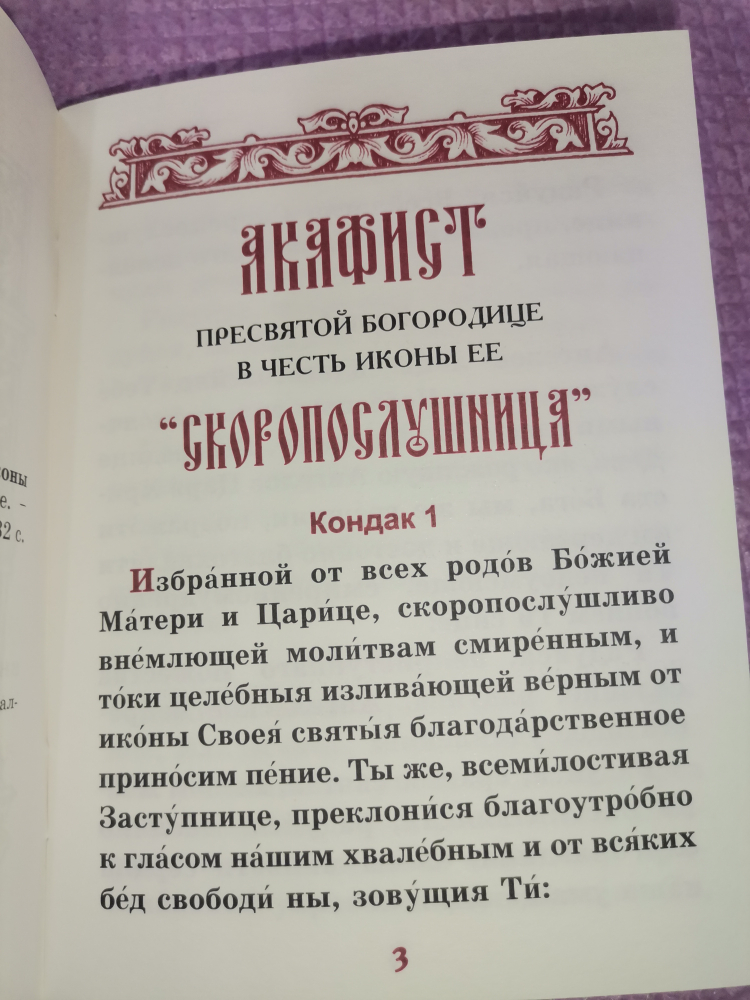 АКАФИСТ
ПРЕСВЯТОЙ БОГОРОДИЦЕ
В ЧЕСТЬ ИКОНЫ ЕЕ
“СКОРОПОСЛУШНИЦА”
Кондак 1
Избра́нной от всех родо́в Бо́жией
Ма́тери и Цари́це, скоропослу́шливо
вне́млющей моли́твам смире́нным, и
то́ки целе́бныя излива́ющей ве́рным от
ико́ны Своея́ святы́я благода́рственное
прино́сим пе́ние. Ты же, всеми́лостивая
Засту́пнице, преклони́ся благоутро́бно
к гла́сом на́шим хвале́бным и от вся́ких
бе́д свободи́ ны, зову́щия Ти́:
3
оны
е. –
32 с.
ал-